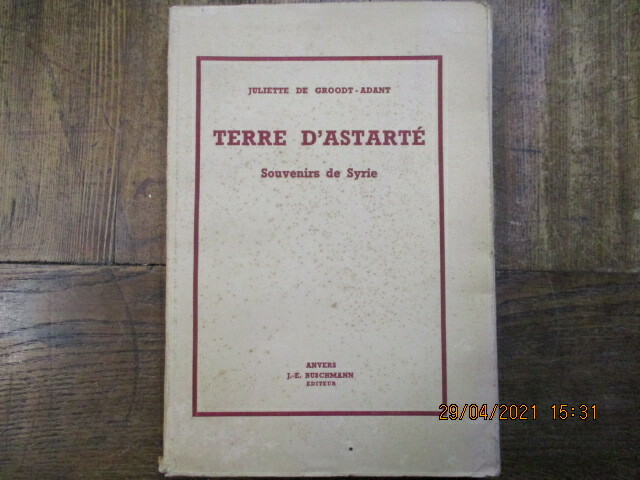 JULIETTE DE GROODT-ADANT
TERRE D'ASTARTÉ
Souvenirs de Syrie
ANVERS
J.-E. BUSCHMANN
EDITEUR
29/04/2021 15:31